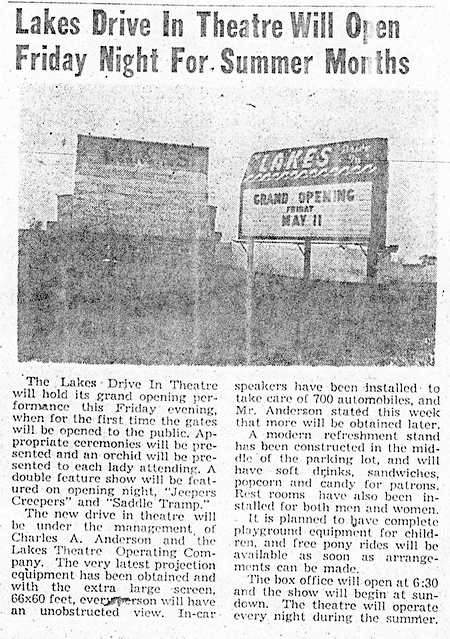 Lakes Drive In Theatre Will Open
Friday Night For Summer Months
LAKES
LAKES
GRAND OPENING
FRIDAY
MAY 11
The Lakes Drive In Theatre
will hold its grand opening per-
formance this Friday evening,
when for the first time the gates
will be opened to the public. Ap-
propriate ceremonies will be pre-
sented and an orchid will be pre-
sented to each lady attending. A
double feature show will be feat-
ured on opening night, "Jeepers
Creepers" and "Saddle Tramp."
The new drive in theatre will
be under the management, of
Charles A. Anderson and the
Lakes Theatre Operating Com-
pany. The very latest projection
equipment has been obtained and
with the extra large screen,
66x60 feet, every person will have
an unobstructed view. In-car
speakers have been installed to
take care of 700 automobiles, and
Mr. Anderson stated this week
that more will be obtained later.
A modern refreshment stand
has been constructed in the mid-
dle of the parking lot, and will
have soft drinks, sandwiches,
popcorn and candy for patrons.
Rest rooms have also been in-
stalled for both men and women.
It is planned to have complete
playground equipment for child-
ren, and free pony rides will be
available as soon as arrange-
ments can be made.
The box office will open at 6:30
and the show will begin at sun-
down. The theatre will operate
every night during the summer.